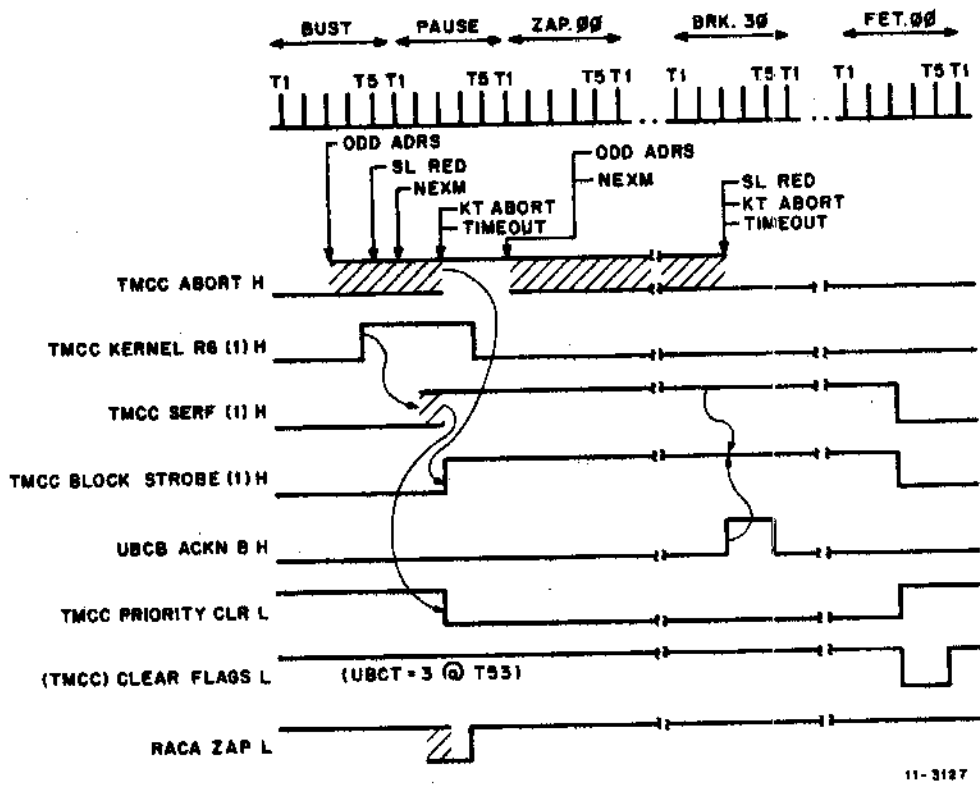 BUST PAUSE ZAP.ØØ BRK. 3Ø FET.ØØ
T1 T5 T1 T5 T1 T5 T1 T1 T5 T1 T1 T5 T1
ODD ADRS
SL RED
NEXM
KT ABORT
TIMEOUT
ODD ADRS
NEXM
SL RED
KT ABORT
TIMEOUT
TMCC ABORT H
TMCC KERNEL R6 (1) H
TMCC SERF (1) H
TMCC BLOCK STROBE (1) H
UBCB ACKN B H
TMCC PRIORITY CLR L
(TMCC) CLEAR FLAGS L (UBCT = 3 @ T53)
RACA ZAP L
11-3127